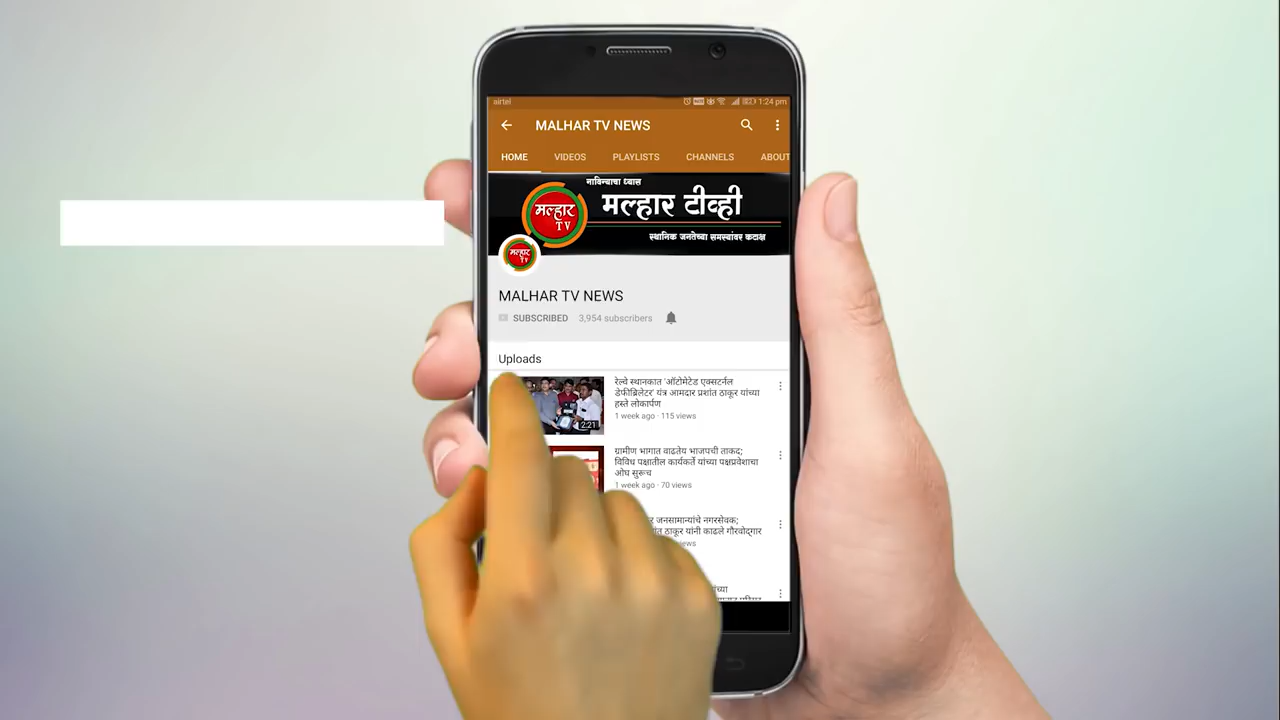 airtel 1:24 pm
MALHAR TV NEWS
HOME VIDEOS PLAYLISTS CHANNELS ABOUT
नाविन्याचा ध्यास
मल्हार टीव्ही
मल्हार
TV
स्थानिक जनतेच्या समस्यांवर कटाक्ष
मल्हार
TV
MALHAR TV NEWS
SUBSCRIBED 3,954 subscribers
Uploads
रेल्वे स्थानकात 'ऑटोमेटेड एक्सटर्नल
डेफीब्रिलेटर' यंत्र आमदार प्रशांत ठाकूर यांच्या
हस्ते लोकार्पण
1 week ago · 115 views
2:21
ग्रामीण भागात वाढतेय भाजपची ताकद;
विविध पक्षातील कार्यकर्ते यांच्या पक्षप्रवेशाचा
ओघ सुरूच
1 week ago · 70 views
जनसामान्यांचे नगरसेवक;
ठाकूर यांनी काढले गौरवोद्गार
views